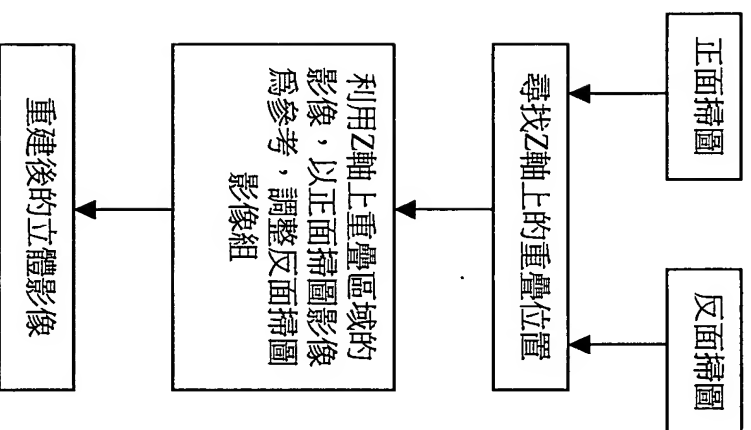 正面掃圖
反面掃圖
尋找Z軸上的重疊位置
利用Z軸上重疊區域的
影像，以正面掃圖影像
爲參考，調整反面掃圖
影像組
重建後的立體影像